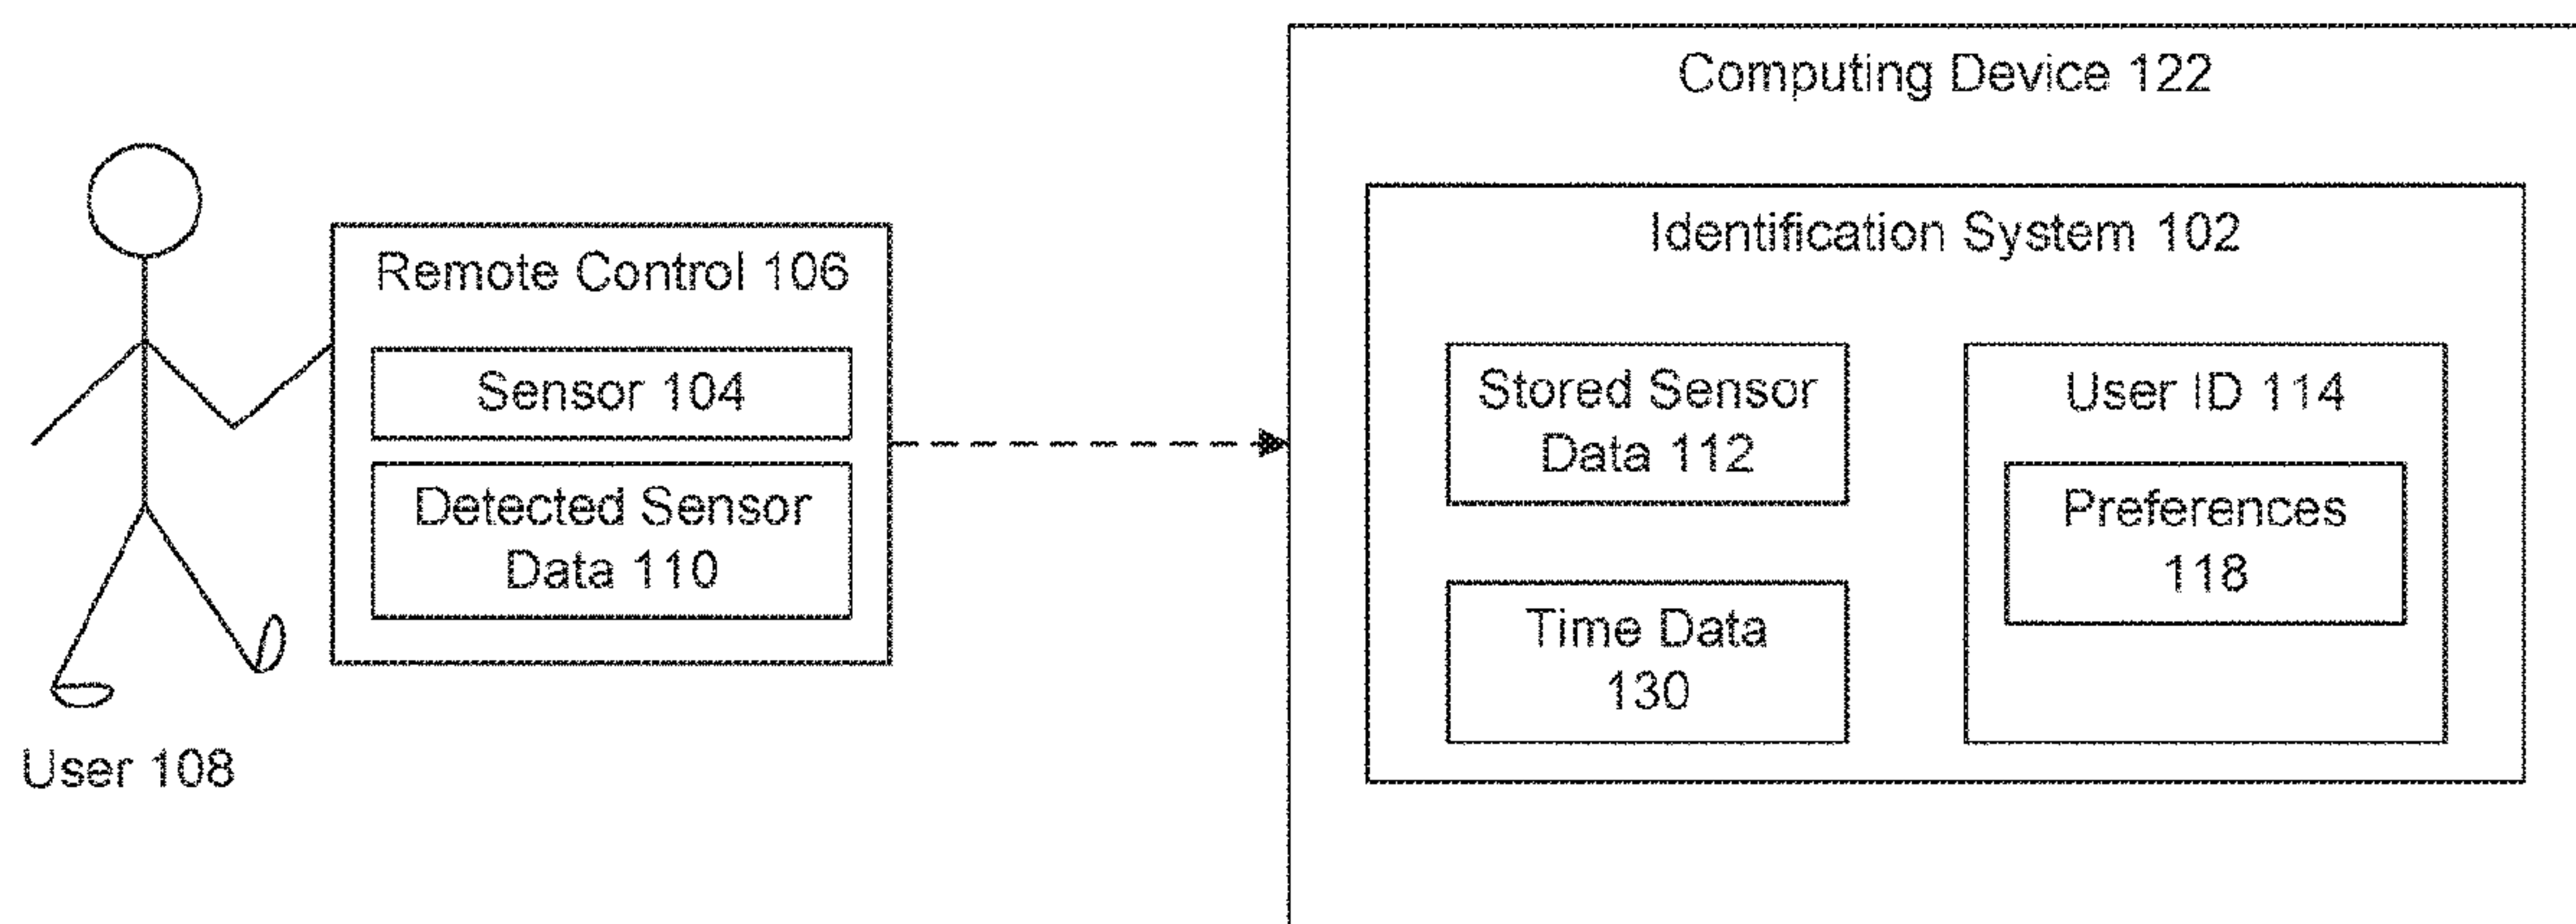 Computing Device 122
Identification System 102
Remote Control 106
Sensor 104
Detected Sensor
Data 110
Stored Sensor
Data 112
User ID 114
Preferences
118
Time Data
130
User 108